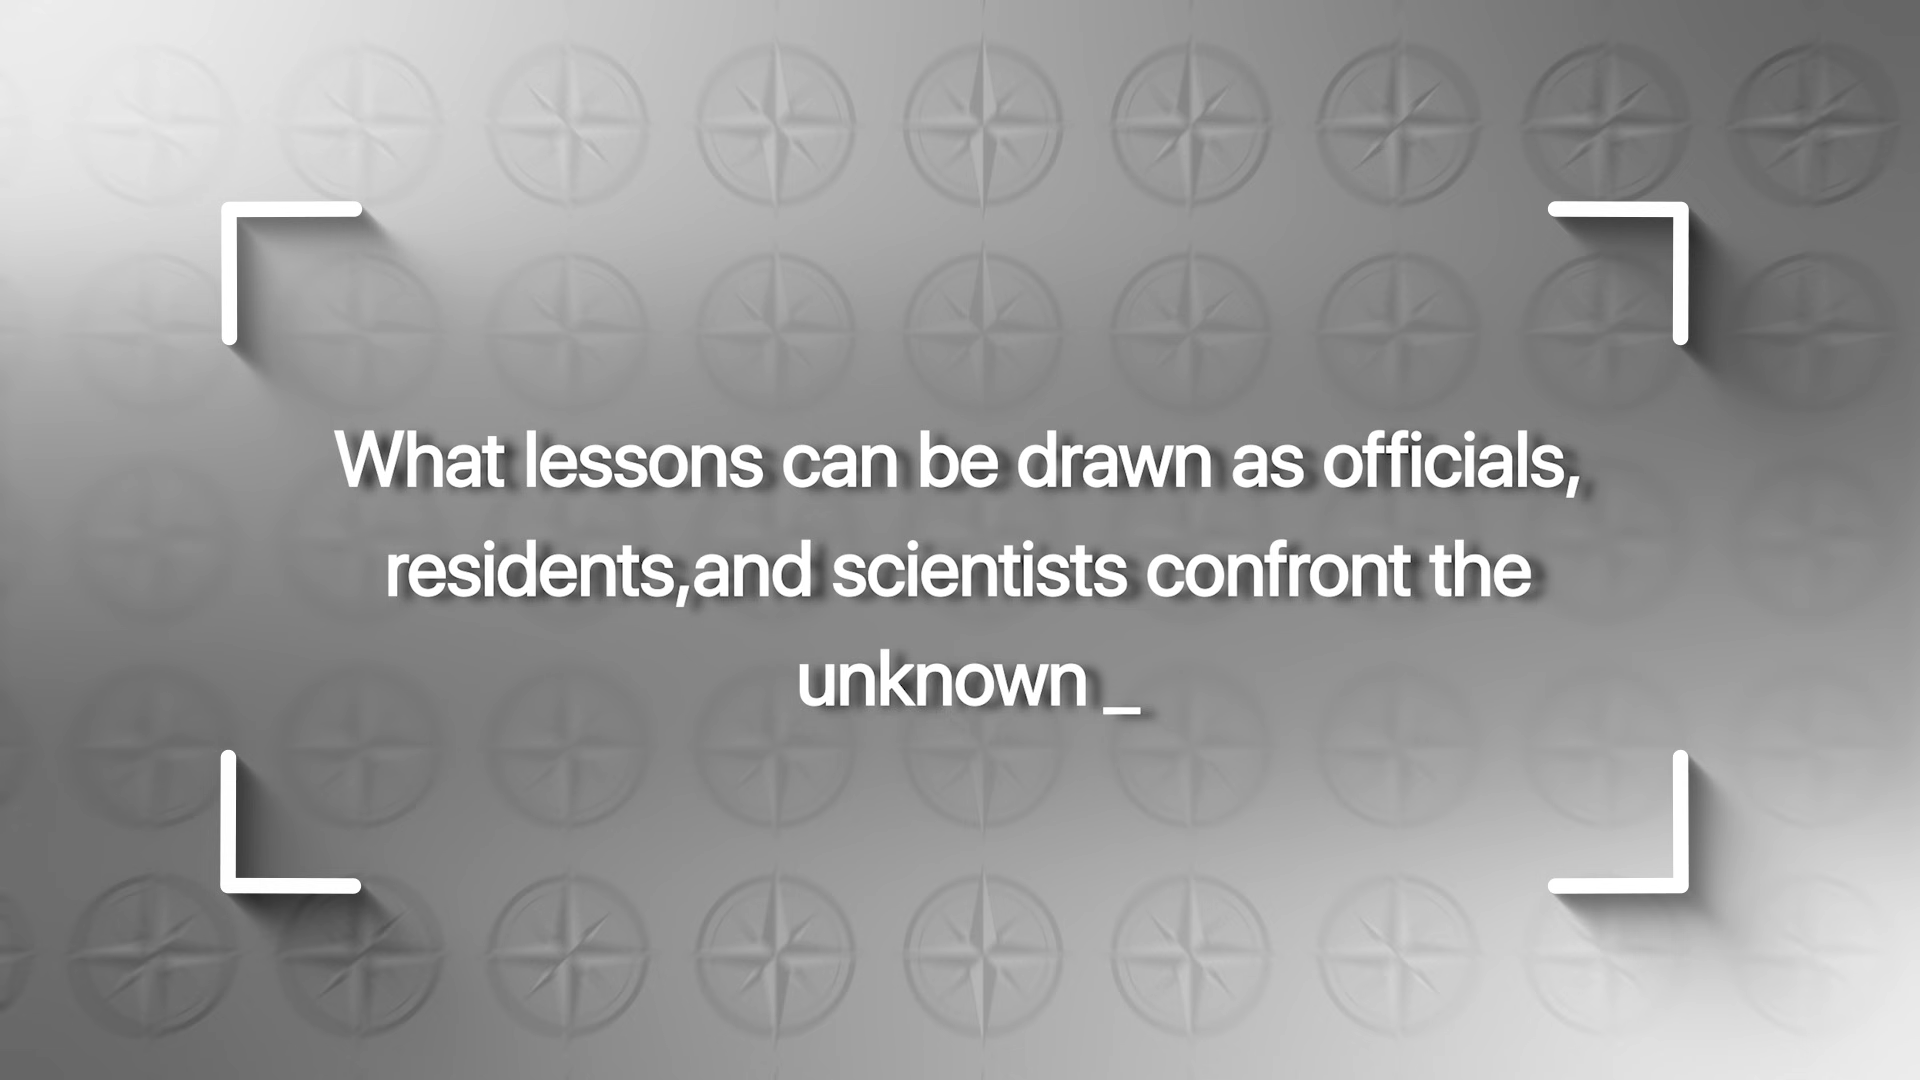 What lessons can be drawn as officials,
residents,and scientists confront the
unknown _